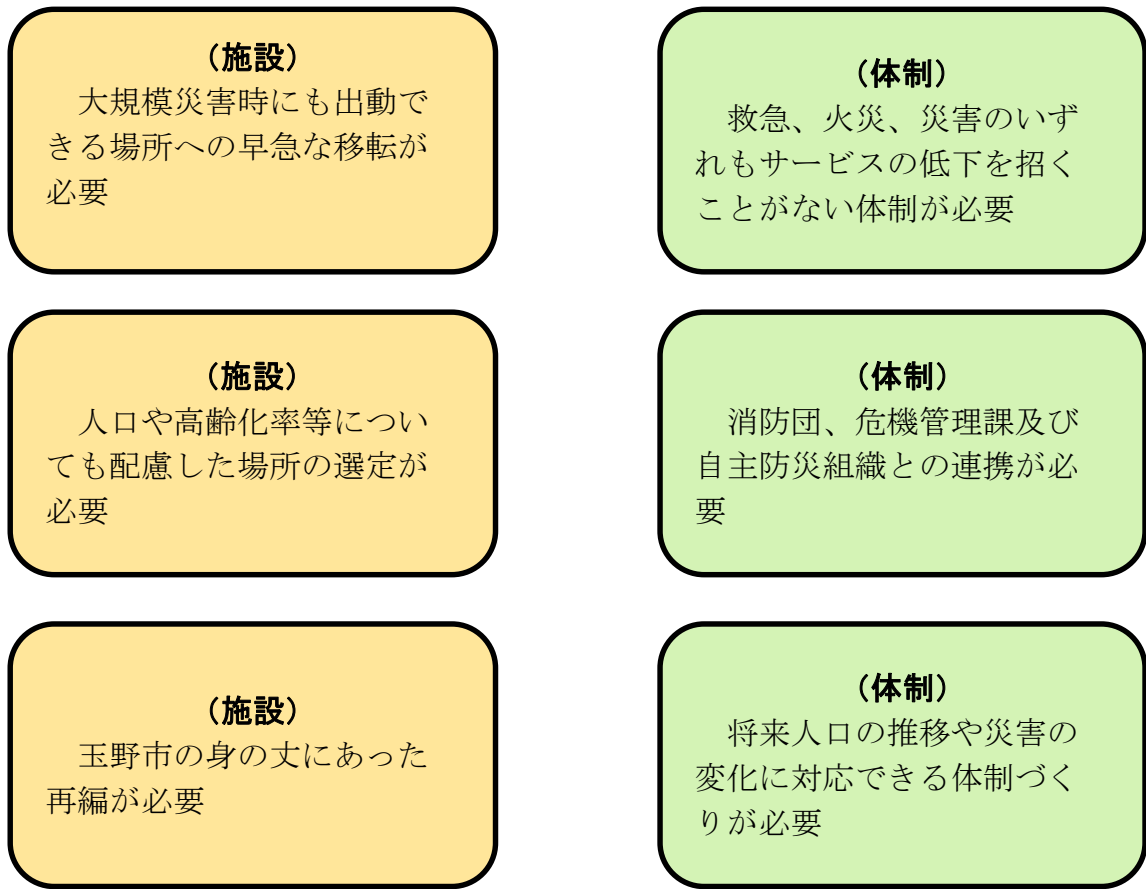 （施設）
大規模災害時にも出動で
きる場所への早急な移転が
必要
（体制）
救急、火災、災害のいず
れもサービスの低下を招く
ことがない体制が必要
（施設）
人口や高齢化率等につい
ても配慮した場所の選定が
必要
（体制）
消防団、危機管理課及び
自主防災組織との連携が必
要
（施設）
玉野市の身の丈にあった
再編が必要
（体制）
将来人口の推移や災害の
変化に対応できる体制づく
りが必要